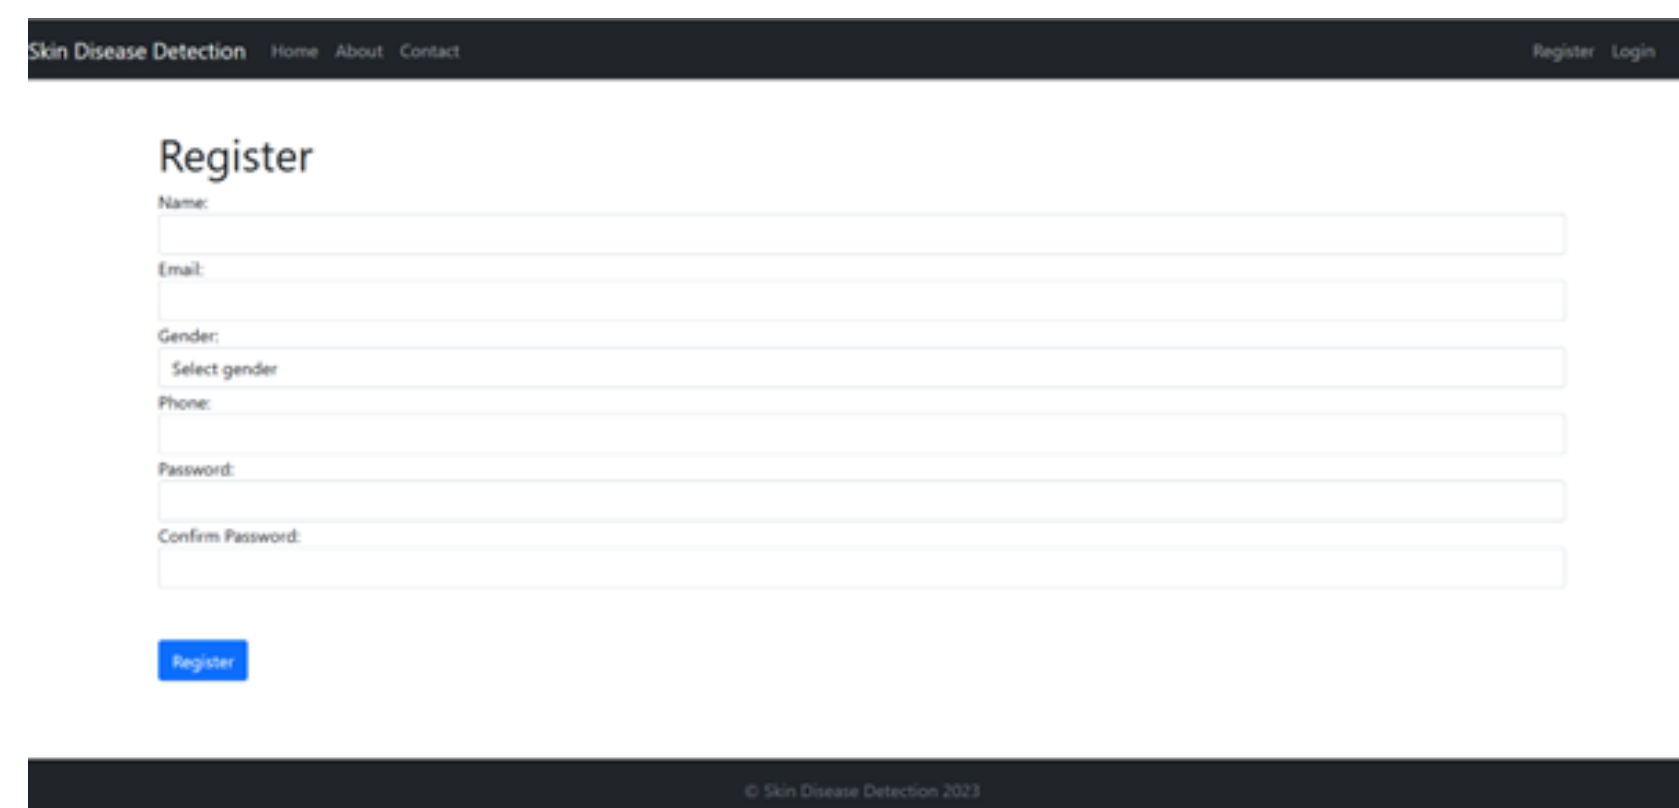 Skin Disease Detection Home About Contact Register Login
Register
Name:
Email:
Gender:
Select gender
Phone:
Password:
Confirm Password:
Register
© Skin Disease Detection 2023